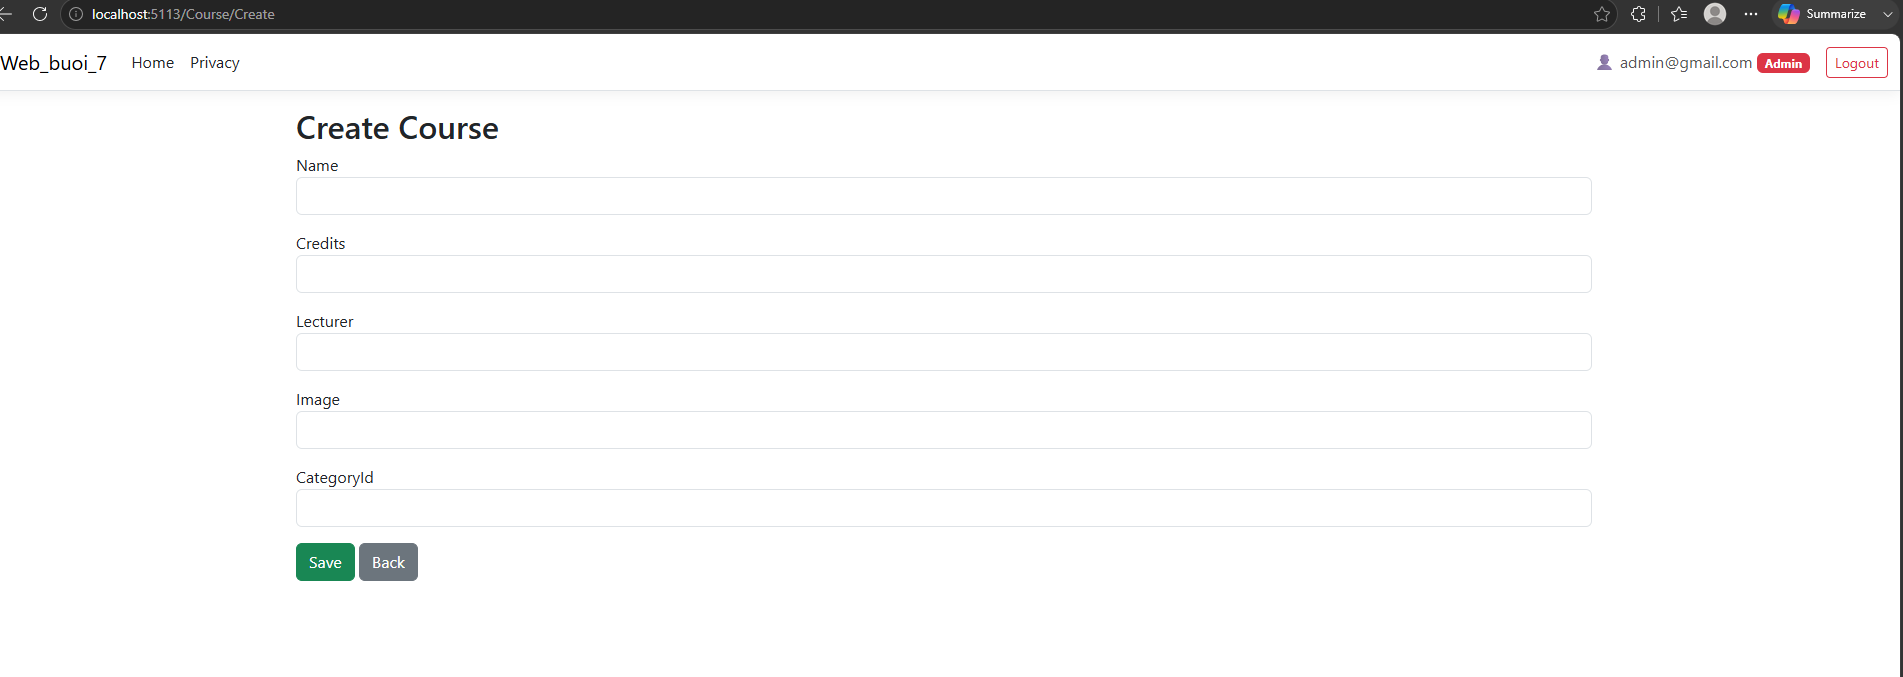 localhost:5113/Course/Create
Summarize
Web_buoi_7 Home Privacy admin@gmail.com Admin Logout
Create Course
Name
Credits
Lecturer
Image
CategoryId
Save Back